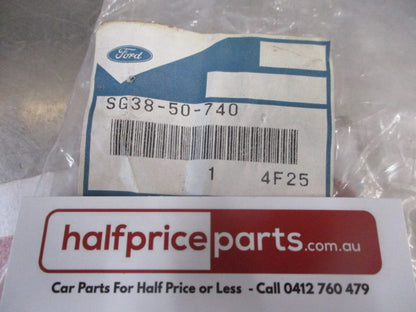 Ford
SG38-50-740
1 4F25
halfpriceparts.com.au
Car Parts For Half Price or Less - Call 0412 760 479